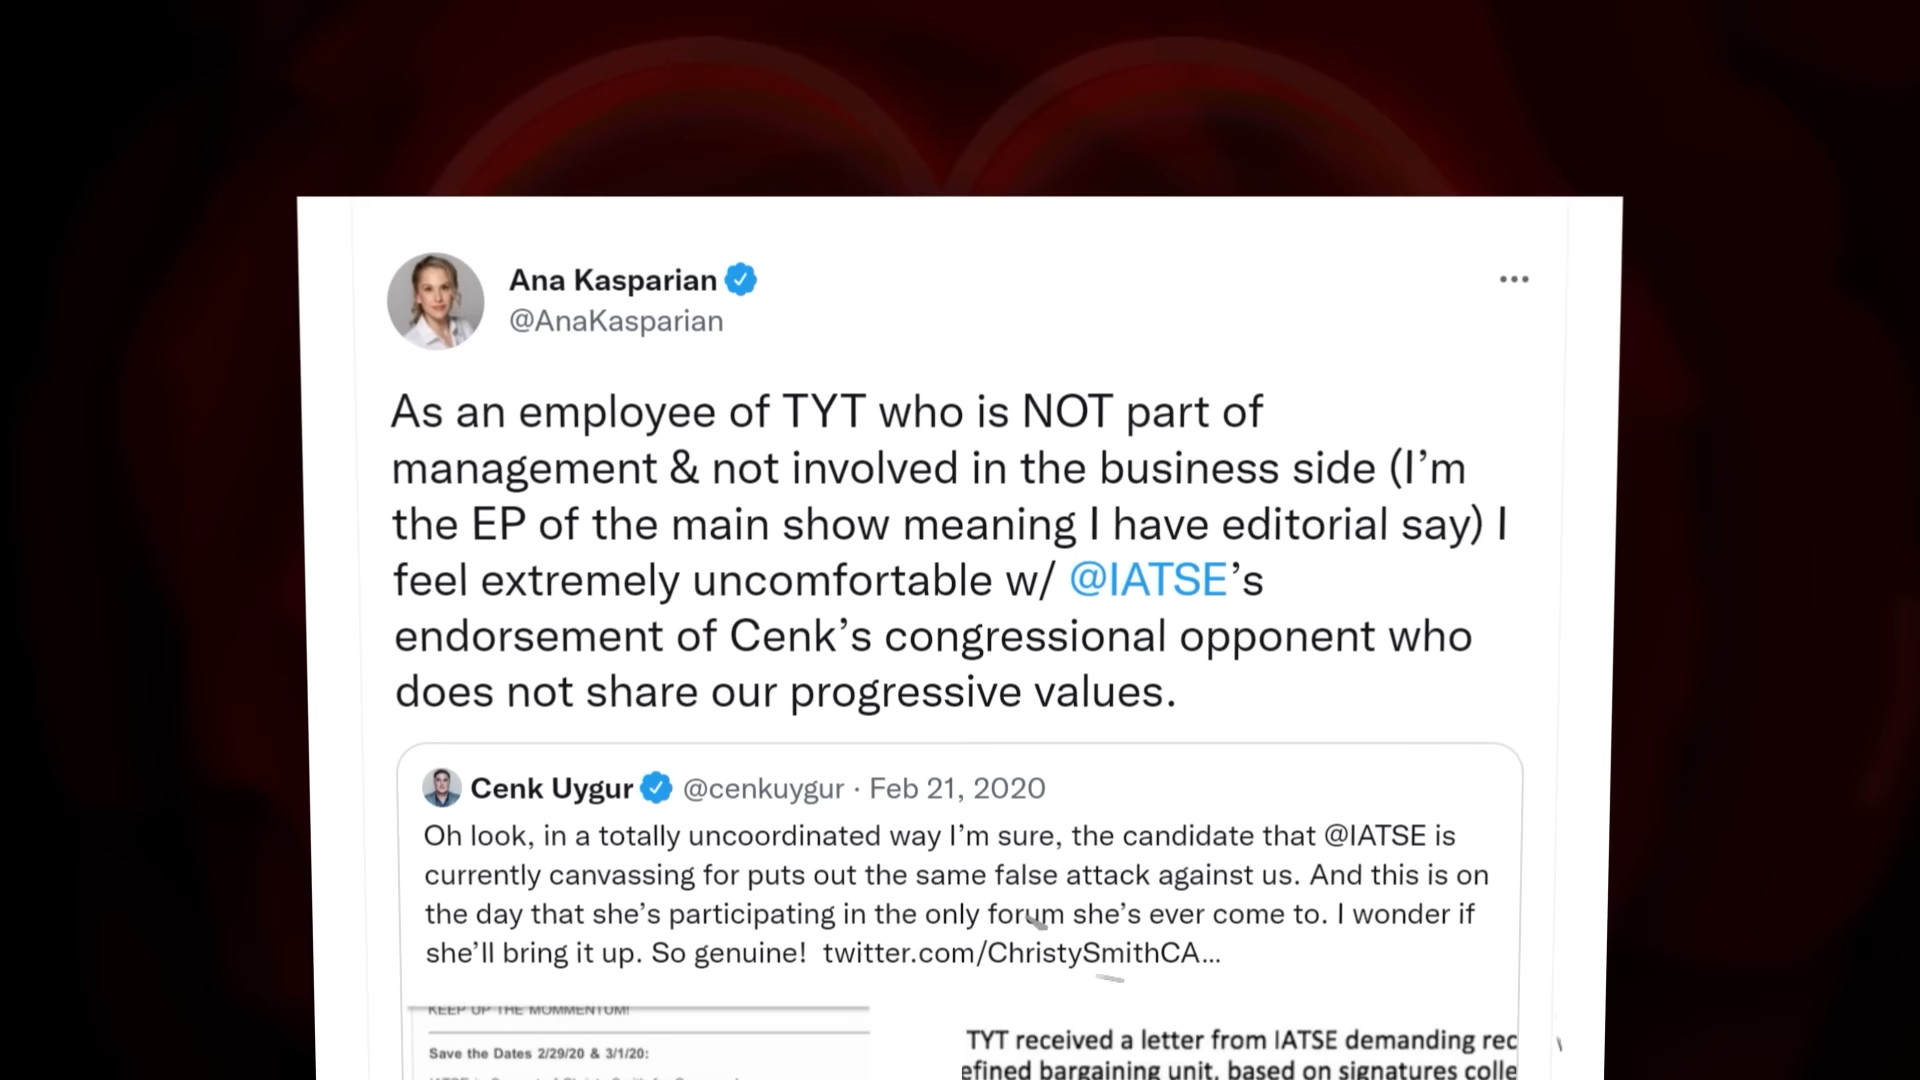 Ana Kasparian
@AnaKasparian
As an employee of TYT who is NOT part of
management & not involved in the business side (I’m
the EP of the main show meaning I have editorial say) I
feel extremely uncomfortable w/ @IATSE’s
endorsement of Cenk’s congressional opponent who
does not share our progressive values.
Cenk Uygur @cenkuygur · Feb 21, 2020
Oh look, in a totally uncoordinated way I’m sure, the candidate that @IATSE is
currently canvassing for puts out the same false attack against us. And this is on
the day that she’s participating in the only forum she’s ever come to. I wonder if
she’ll bring it up. So genuine! twitter.com/ChristySmithCA…
KEEP UP THE MOMMENTUM!
Save the Dates 2/29/20 & 3/1/20:
TYT received a letter from IATSE demanding rec
efined bargaining unit, based on signatures colle